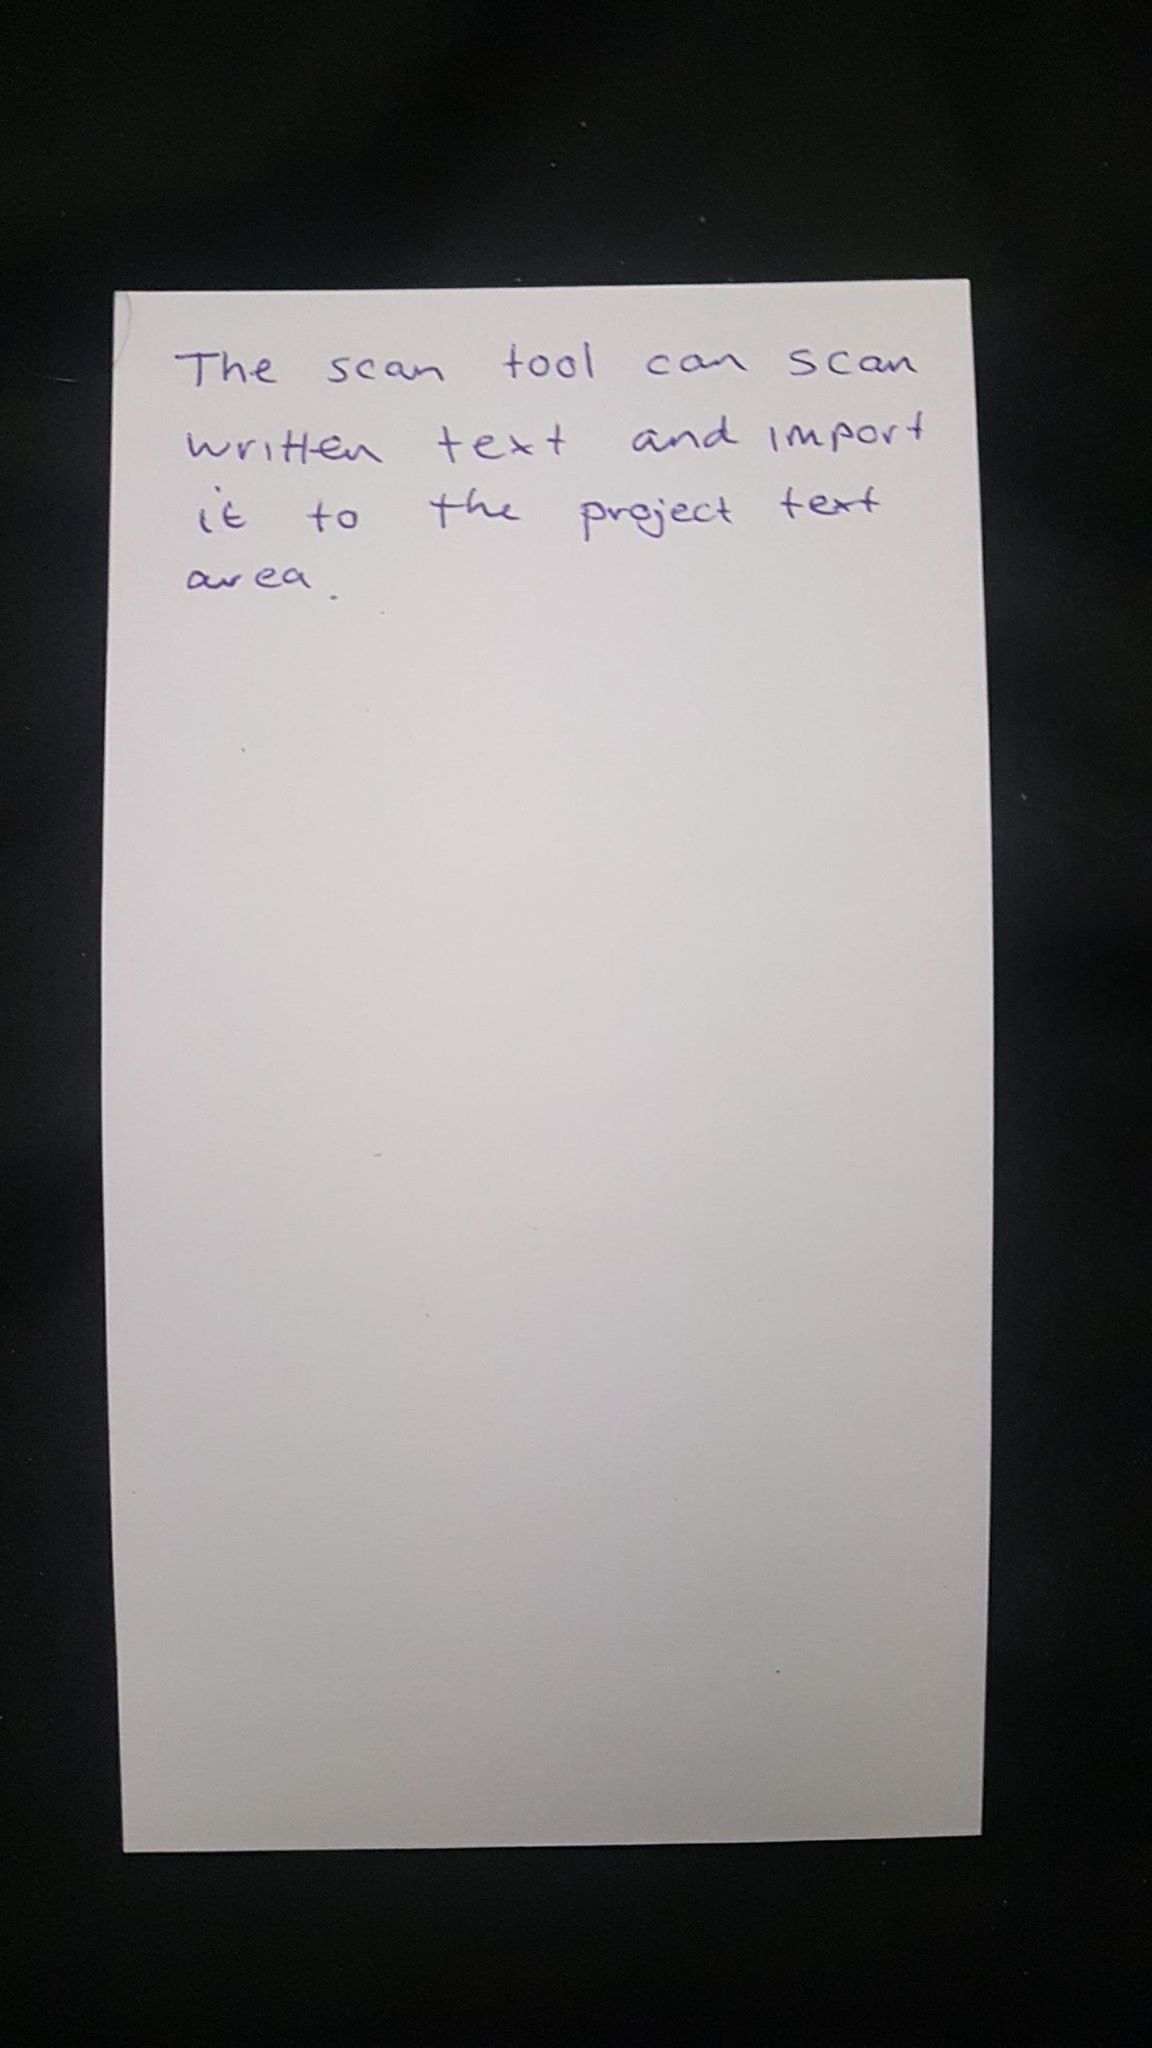 The scan tool can scan
written text and import
it to the project text
area.